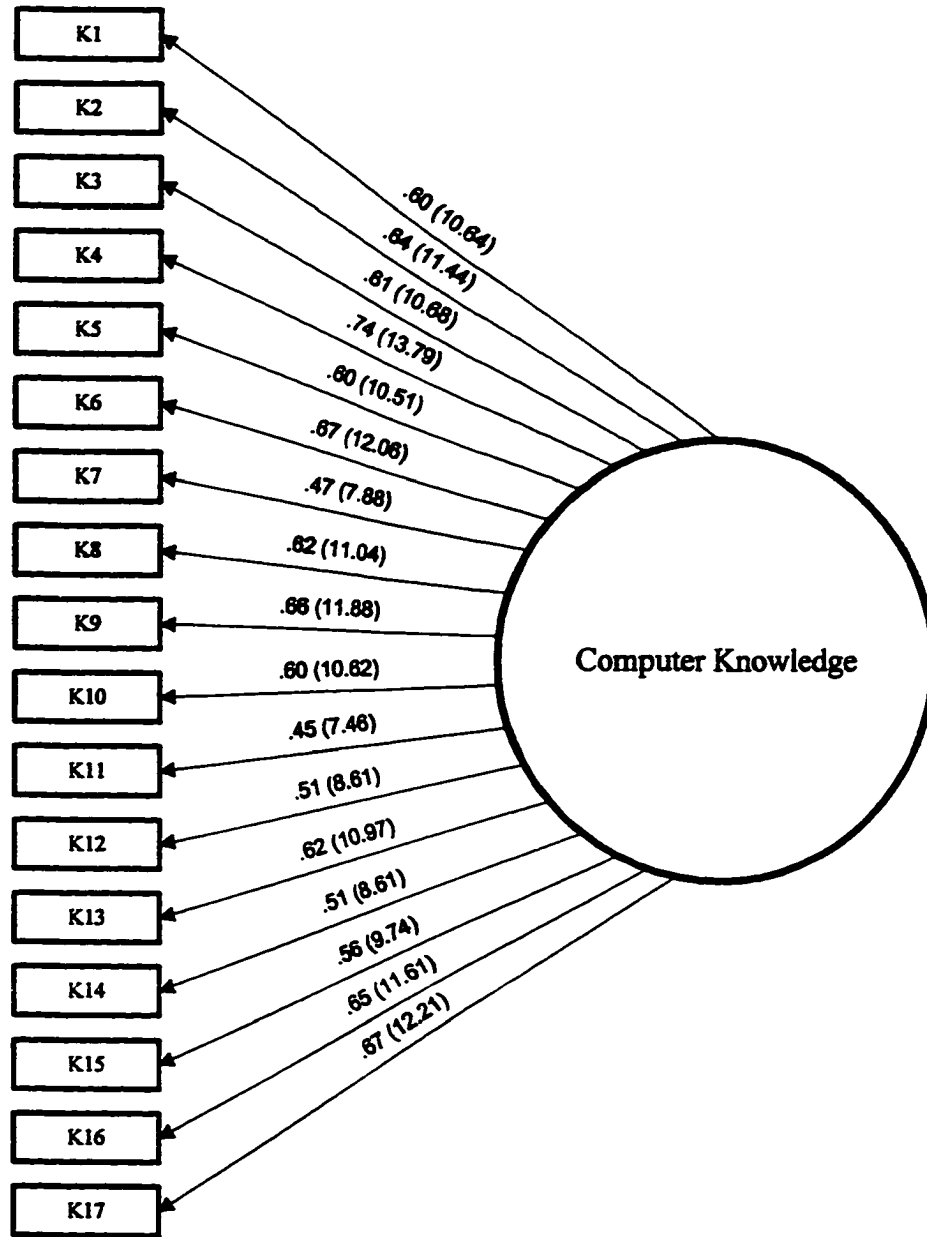 K1
K2
K3
K4
K5
K6
K7
K8
K9
K10
K11
K12
K13
K14
K15
K16
K17
.60 (10.64)
.64 (11.44)
.61 (10.68)
.74 (13.79)
.60 (10.51)
.67 (12.06)
.47 (7.88)
.62 (11.04)
.66 (11.88)
.60 (10.62)
.45 (7.46)
.51 (8.61)
.62 (10.97)
.51 (8.61)
.56 (9.74)
.65 (11.61)
.67 (12.21)
Computer Knowledge